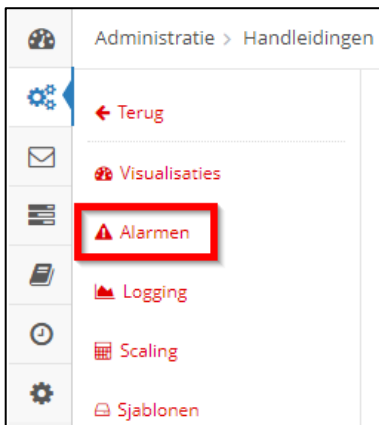 Administratie > Handleidingen
Terug
Visualisaties
Alarmen
Logging
Scaling
Sjablonen